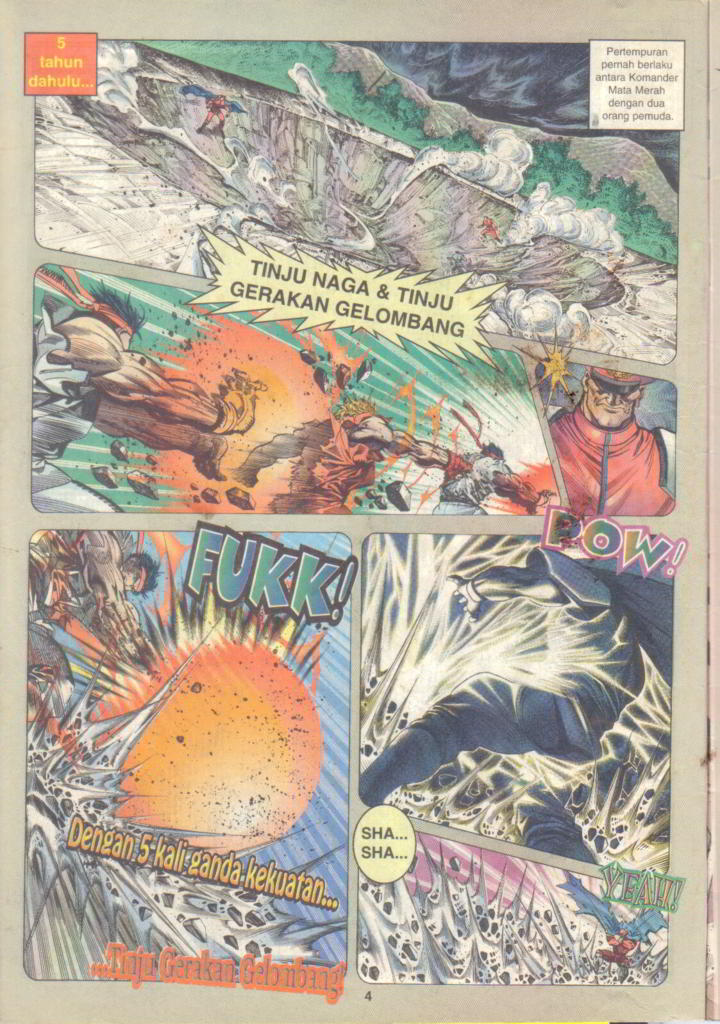 5
tahun
dahulu...
Pertempuran
pernah berlaku
antara Komander
Mata Merah
dengan dua
orang pemuda.
TINJU NAGA & TINJU
GERAKAN GELOMBANG
FUKK!
POW!
Dengan 5 kali ganda kekuatan...
...Tinju Gerakan Gelombang
SHA...
SHA...
YEAH!
4